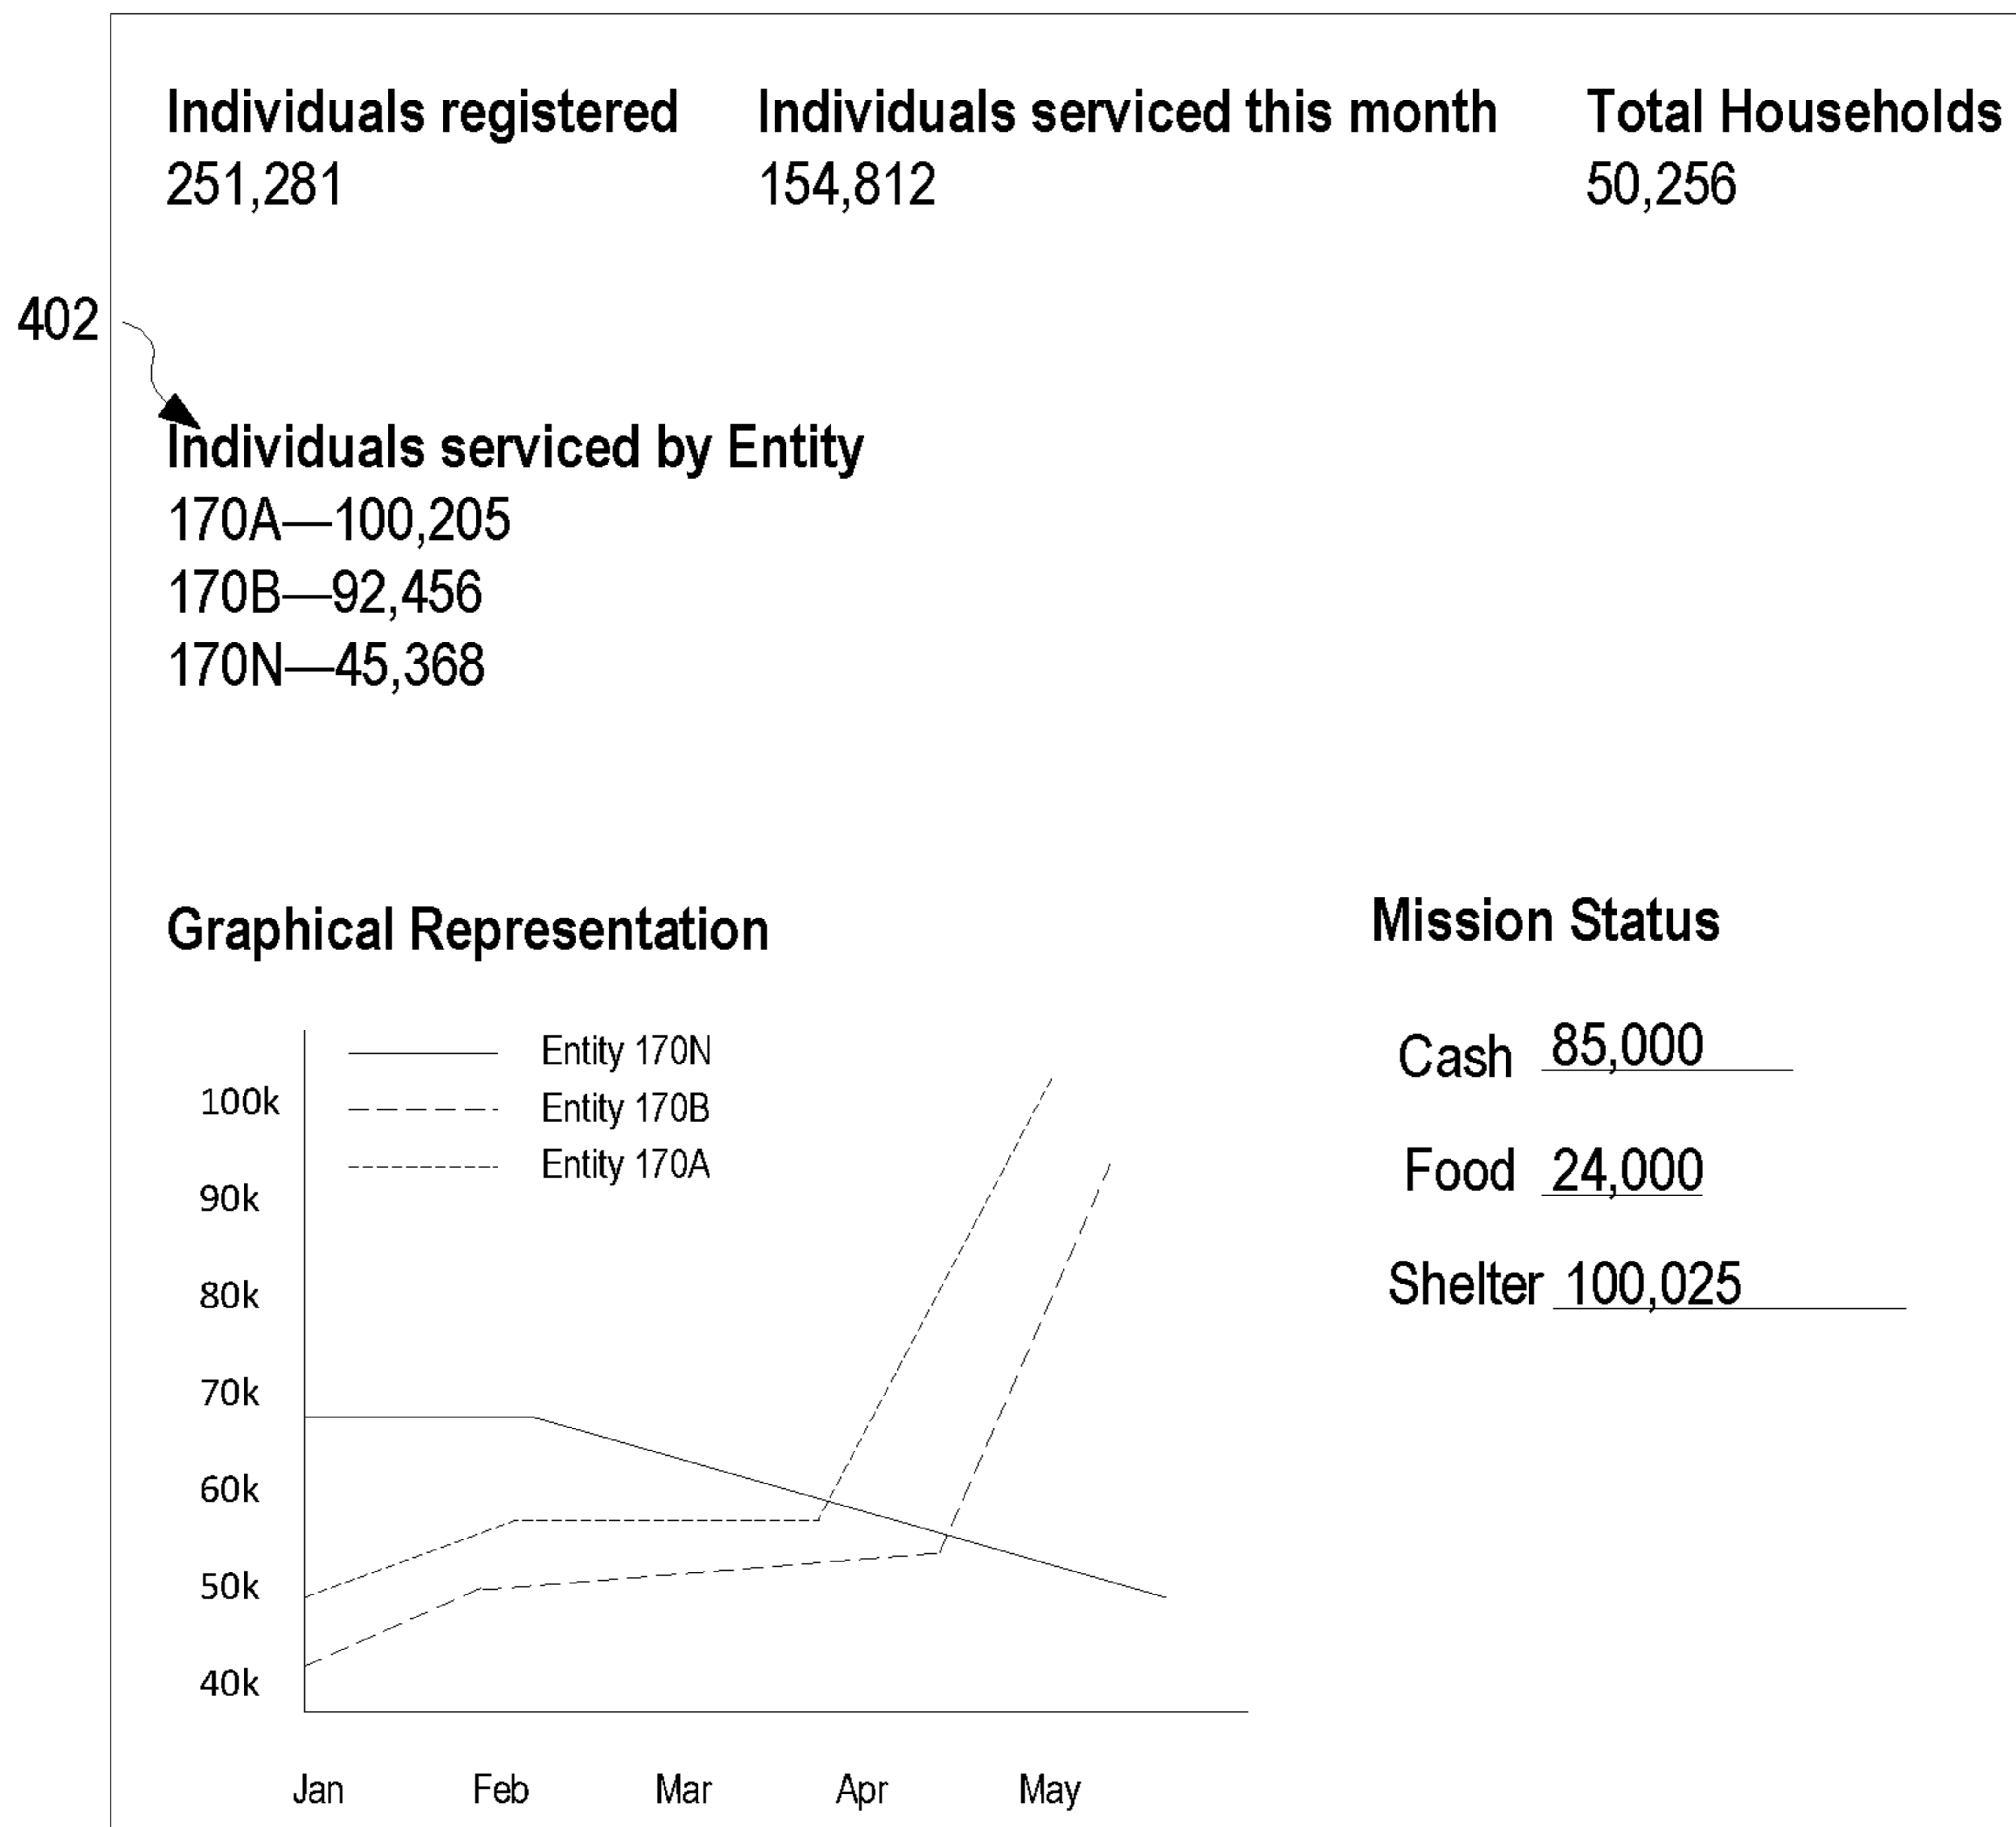 Individuals registered Individuals serviced this month Total Households
251,281 154,812 50,256
402
Individuals serviced by Entity
170A—100,205
170B—92,456
170N—45,368
Graphical Representation
Mission Status
Entity 170N
Entity 170B
Entity 170A
100k
90k
80k
70k
60k
50k
40k
Jan Feb Mar Apr May
Cash 85,000
Food 24,000
Shelter 100,025